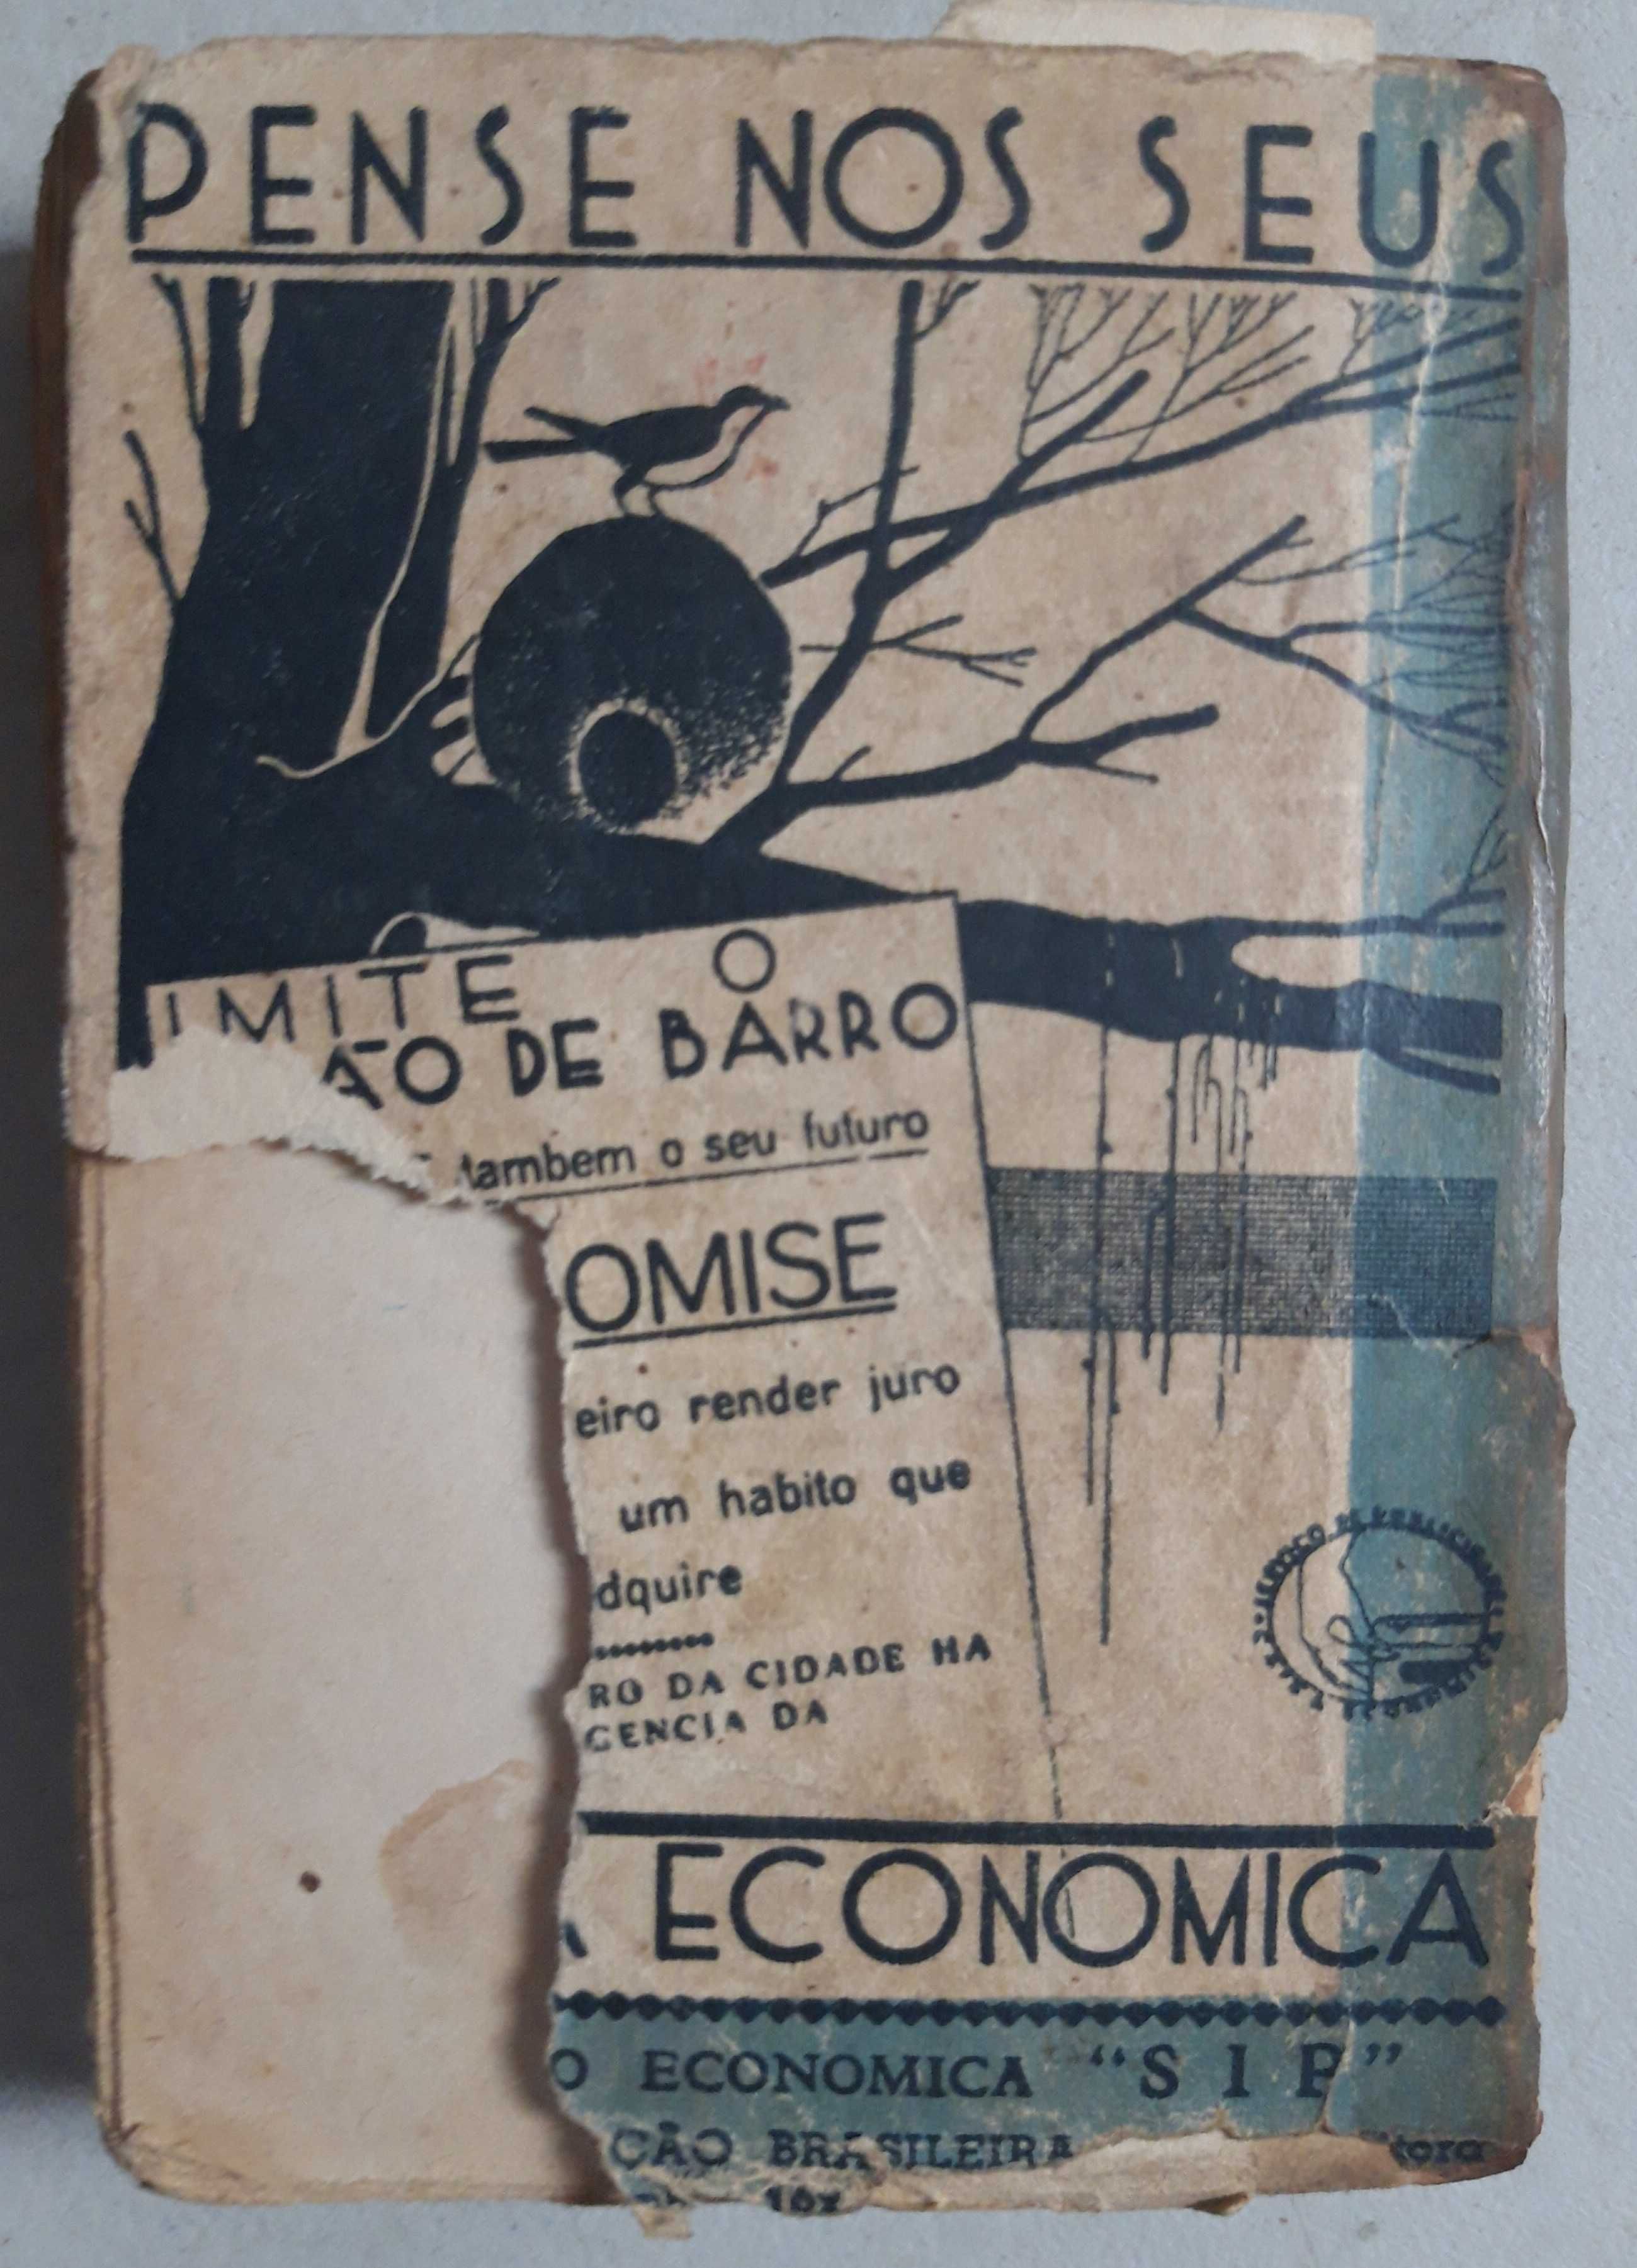 PENSE NOS SEUS
IMITE O
ÃO DE BARRO
tambem o seu futuro
OMISE
eiro render juro
um habito que
dquire
RO DA CIDADE HA
GENCIA DA
ECONOMICA
O ECONOMICA "SIP"
ÇÃO BRASILEIRA